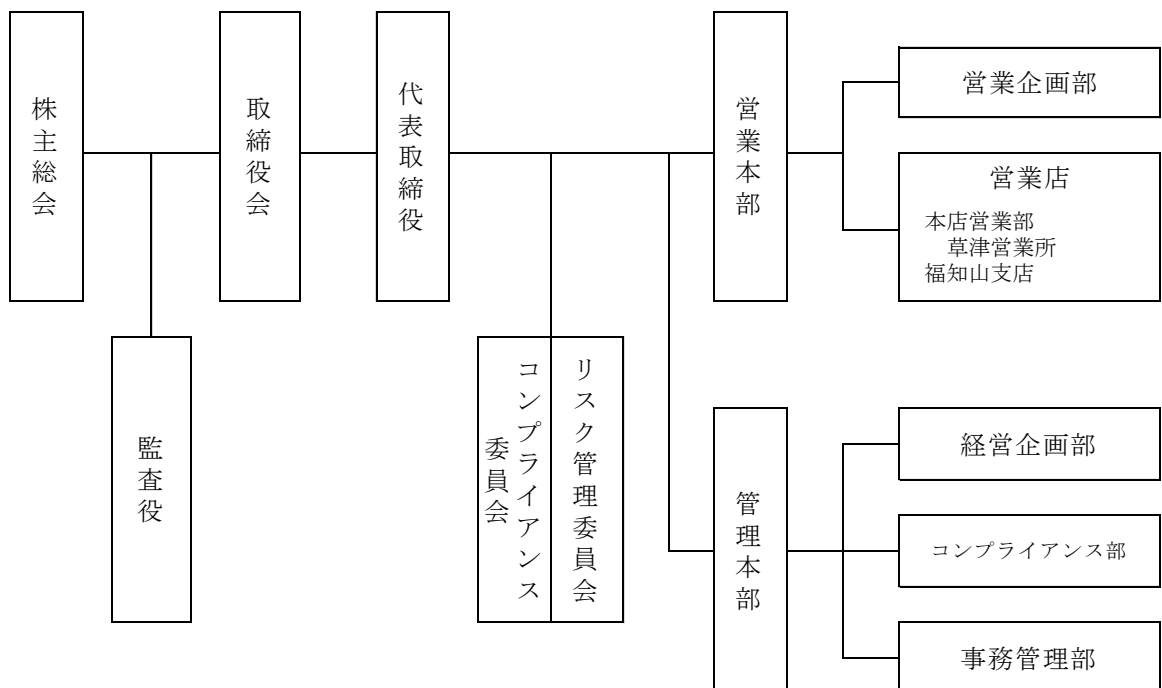 株主総会
監査役
取締役会
代表取締役
コンプライアンス
委員会
リスク管理委員会
営業本部
営業企画部
営業店
本店営業部
草津営業所
福知山支店
管理本部
経営企画部
コンプライアンス部
事務管理部